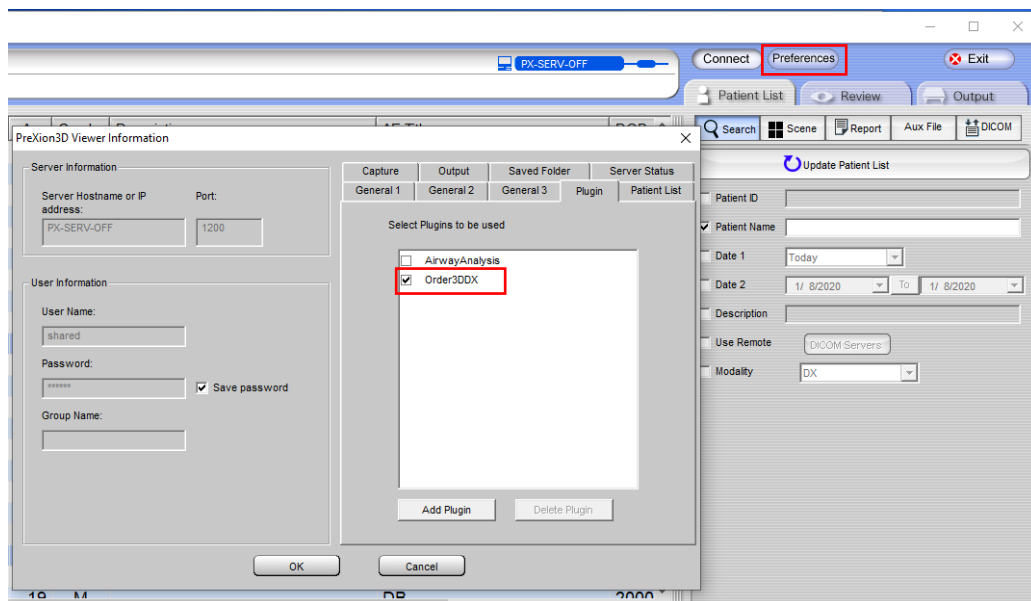 PX-SERV-OFF
Connect
Preferences
Exit
Patient List
Review
Output
PreXion3D Viewer Information
Search
Scene
Report
Aux File
DICOM
Server Information
Server Hostname or IP address:
Port:
PX-SERV-OFF
1200
User Information
User Name:
shared
Password:
******
Save password
Group Name:
Capture
Output
Saved Folder
Server Status
General 1
General 2
General 3
Plugin
Patient List
Select Plugins to be used
AirwayAnalysis
Order3DDX
Add Plugin
Delete Plugin
OK
Cancel
Update Patient List
Patient ID
Patient Name
Date 1
Today
Date 2
1/ 8/2020
To
1/ 8/2020
Description
Use Remote
DICOM Servers
Modality
DX
19 M
DB
2000